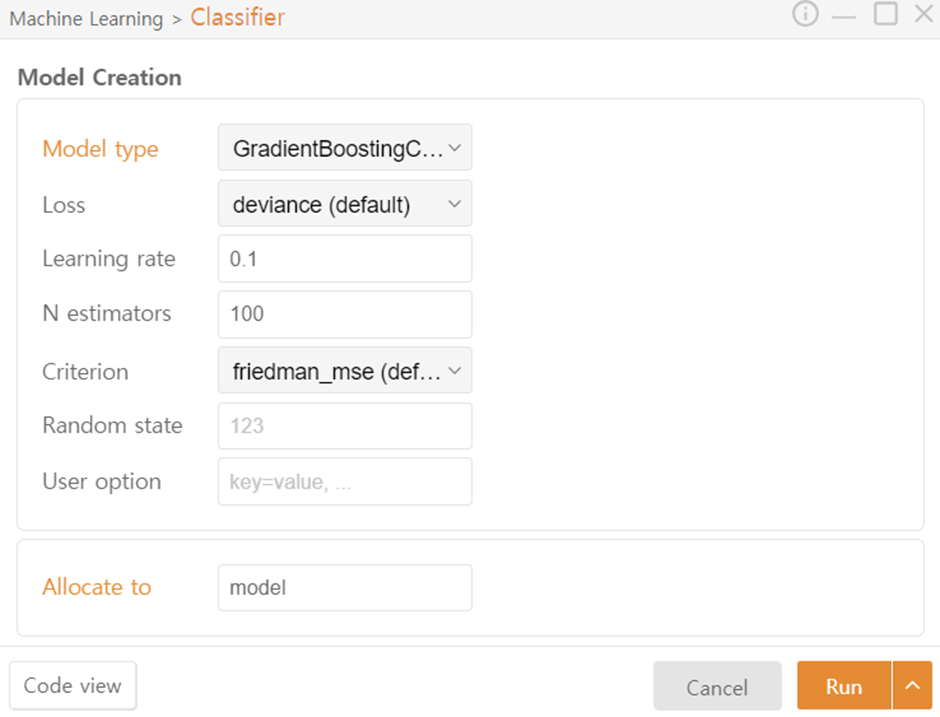 Machine Learning > Classifier
Model Creation
Model type GradientBoostingC...
Loss deviance (default)
Learning rate 0.1
N estimators 100
Criterion friedman_mse (def...
Random state 123
User option key=value, ...
Allocate to model
Code view Cancel Run